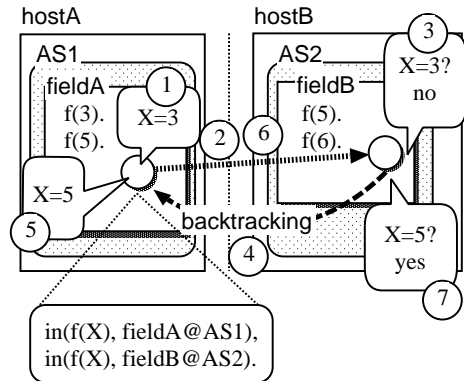 hostA
hostB
AS1
AS2
3
fieldA
1
fieldB
X=3?
no
f(3).
f(5).
X=3
2
6
f(5).
f(6).
X=5
5
backtracking
4
X=5?
yes
7
in(f(X), fieldA@AS1),
in(f(X), fieldB@AS2).